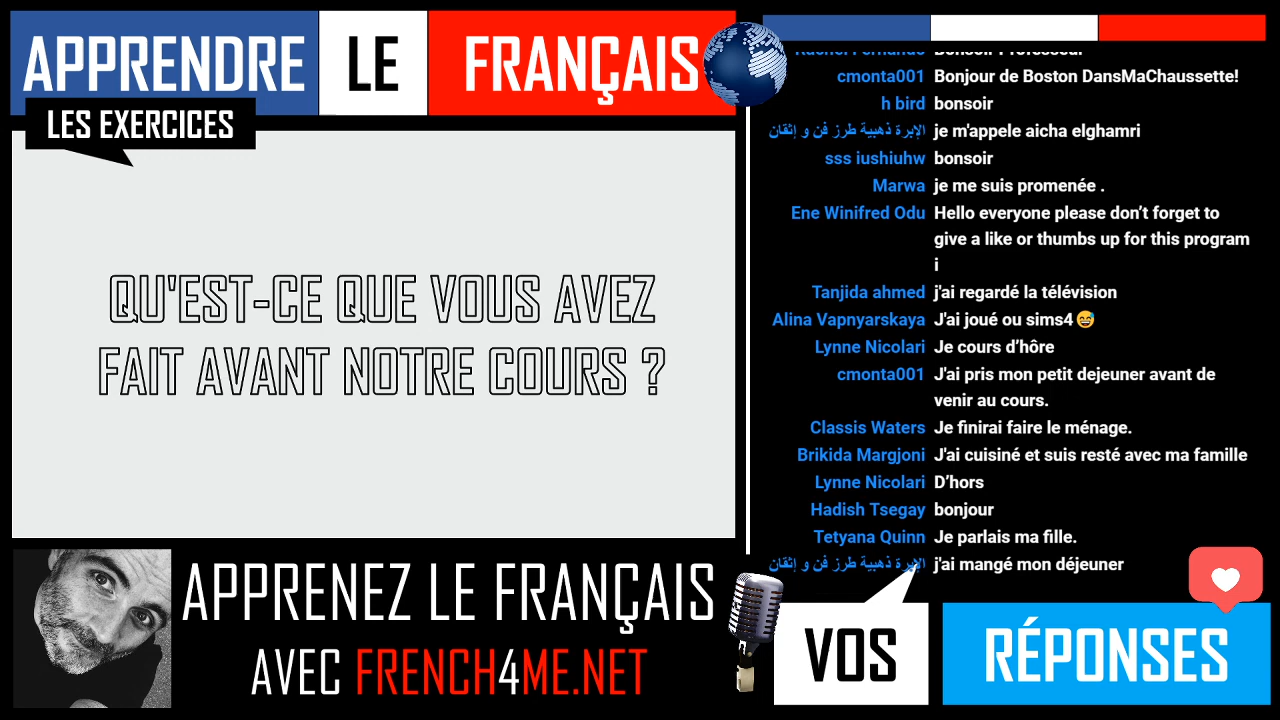 APPRENDRE LE FRANÇAIS
LES EXERCICES
QU'EST-CE QUE VOUS AVEZ
FAIT AVANT NOTRE COURS ?
APPRENEZ LE FRANÇAIS
AVEC FRENCH4ME.NET
Rachel Fernando Bonsoir Professeur
cmonta001 Bonjour de Boston DansMaChaussette!
h bird bonsoir
الإبرة ذهبية طرز فن و إثقان je m'appele aicha elghamri
sss iushiuhw bonsoir
Marwa je me suis promenée .
Ene Winifred Odu Hello everyone please don’t forget to
give a like or thumbs up for this program
i
Tanjida ahmed j'ai regardé la télévision
Alina Vapnyarskaya J'ai joué ou sims4 😅
Lynne Nicolari Je cours d’hôre
cmonta001 J'ai pris mon petit dejeuner avant de
venir au cours.
Classis Waters Je finirai faire le ménage.
Brikida Margjoni J'ai cuisiné et suis resté avec ma famille
Lynne Nicolari D’hors
Hadish Tsegay bonjour
Tetyana Quinn Je parlais ma fille.
الإبرة ذهبية طرز فن و إثقان j'ai mangé mon déjeuner
VOS RÉPONSES